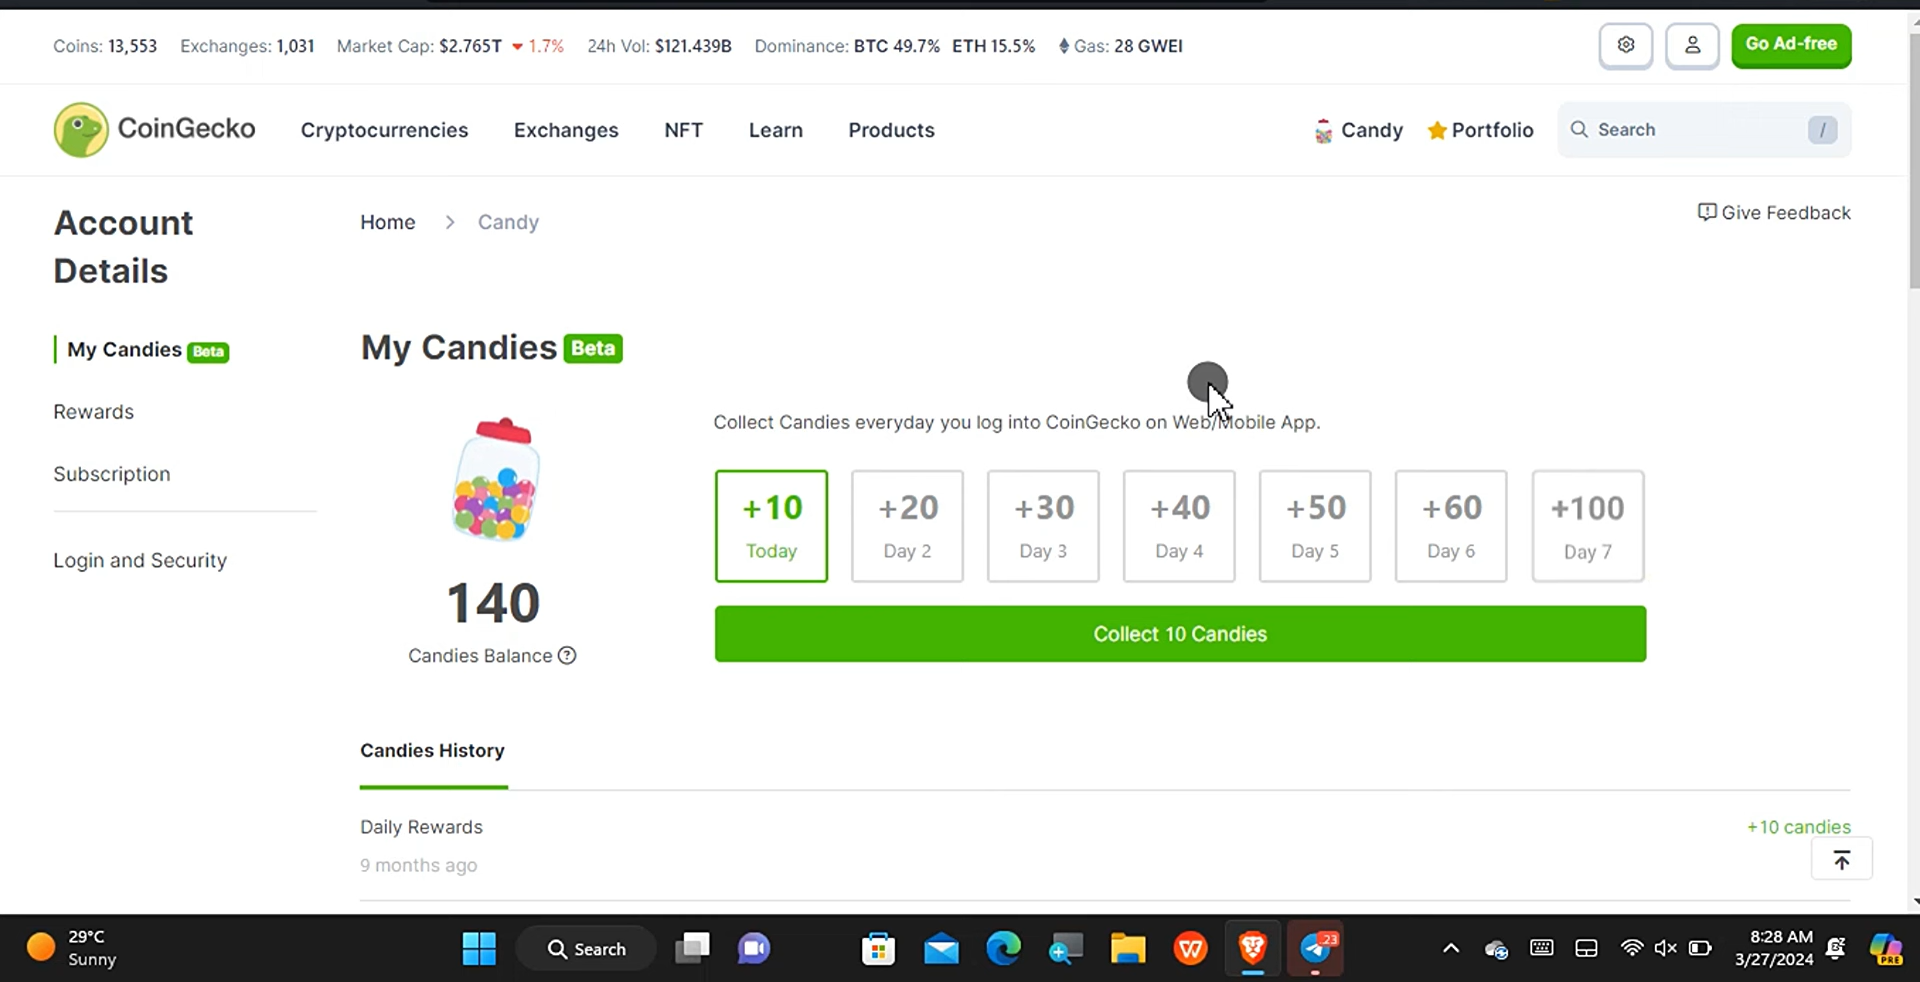 Coins: 13,553 Exchanges: 1,031 Market Cap: $2.765T 1.7% 24h Vol: $121.439B Dominance: BTC 49.7% ETH 15.5% Gas: 28 GWEI
Go Ad-free
CoinGecko Cryptocurrencies Exchanges NFT Learn Products Candy Portfolio Search /
Account
Details
Home > Candy
Give Feedback
My Candies Beta
Rewards
Subscription
Login and Security
My Candies Beta
140
Candies Balance ?
Collect Candies everyday you log into CoinGecko on Web/Mobile App.
+10 +20 +30 +40 +50 +60 +100
Today Day 2 Day 3 Day 4 Day 5 Day 6 Day 7
Collect 10 Candies
Candies History
Daily Rewards +10 candies
9 months ago
29°C
Sunny
Search
W
23
8:28 AM
3/27/2024
PRE